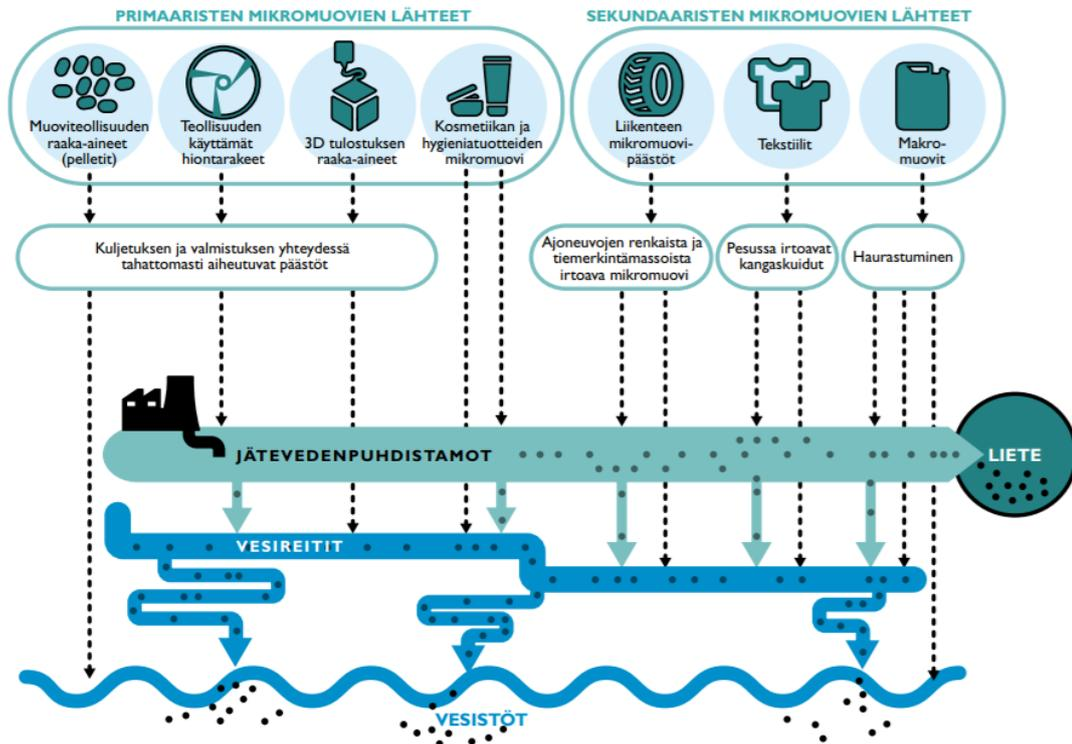 PRIMAARISTEN MIKROMUOVIEN LÄHTEET
SEKUNDAARISTEN MIKROMUOVIEN LÄHTEET
Muoviteollisuuden
raaka-aineet
(pelletit)
Teollisuuden
käyttämät
hiontarakeet
3D tulostuksen
raaka-aineet
Kosmetiikan ja
hygieniatuotteiden
mikromuovi
Liikenteen
mikromuovi-
päästöt
Tekstiilit
Makro-
muovit
Kuljetuksen ja valmistuksen yhteydessä
tahattomasti aiheutuvat päästöt
Ajoneuvojen renkaista ja
tiemerkintämassoista
irtoava mikromuovi
Pesussa irtoavat
kangaskuidut
Haurastuminen
JÄTEVEDENPUHDISTAMOT
LIETE
VESIREITIT
VESISTÖT